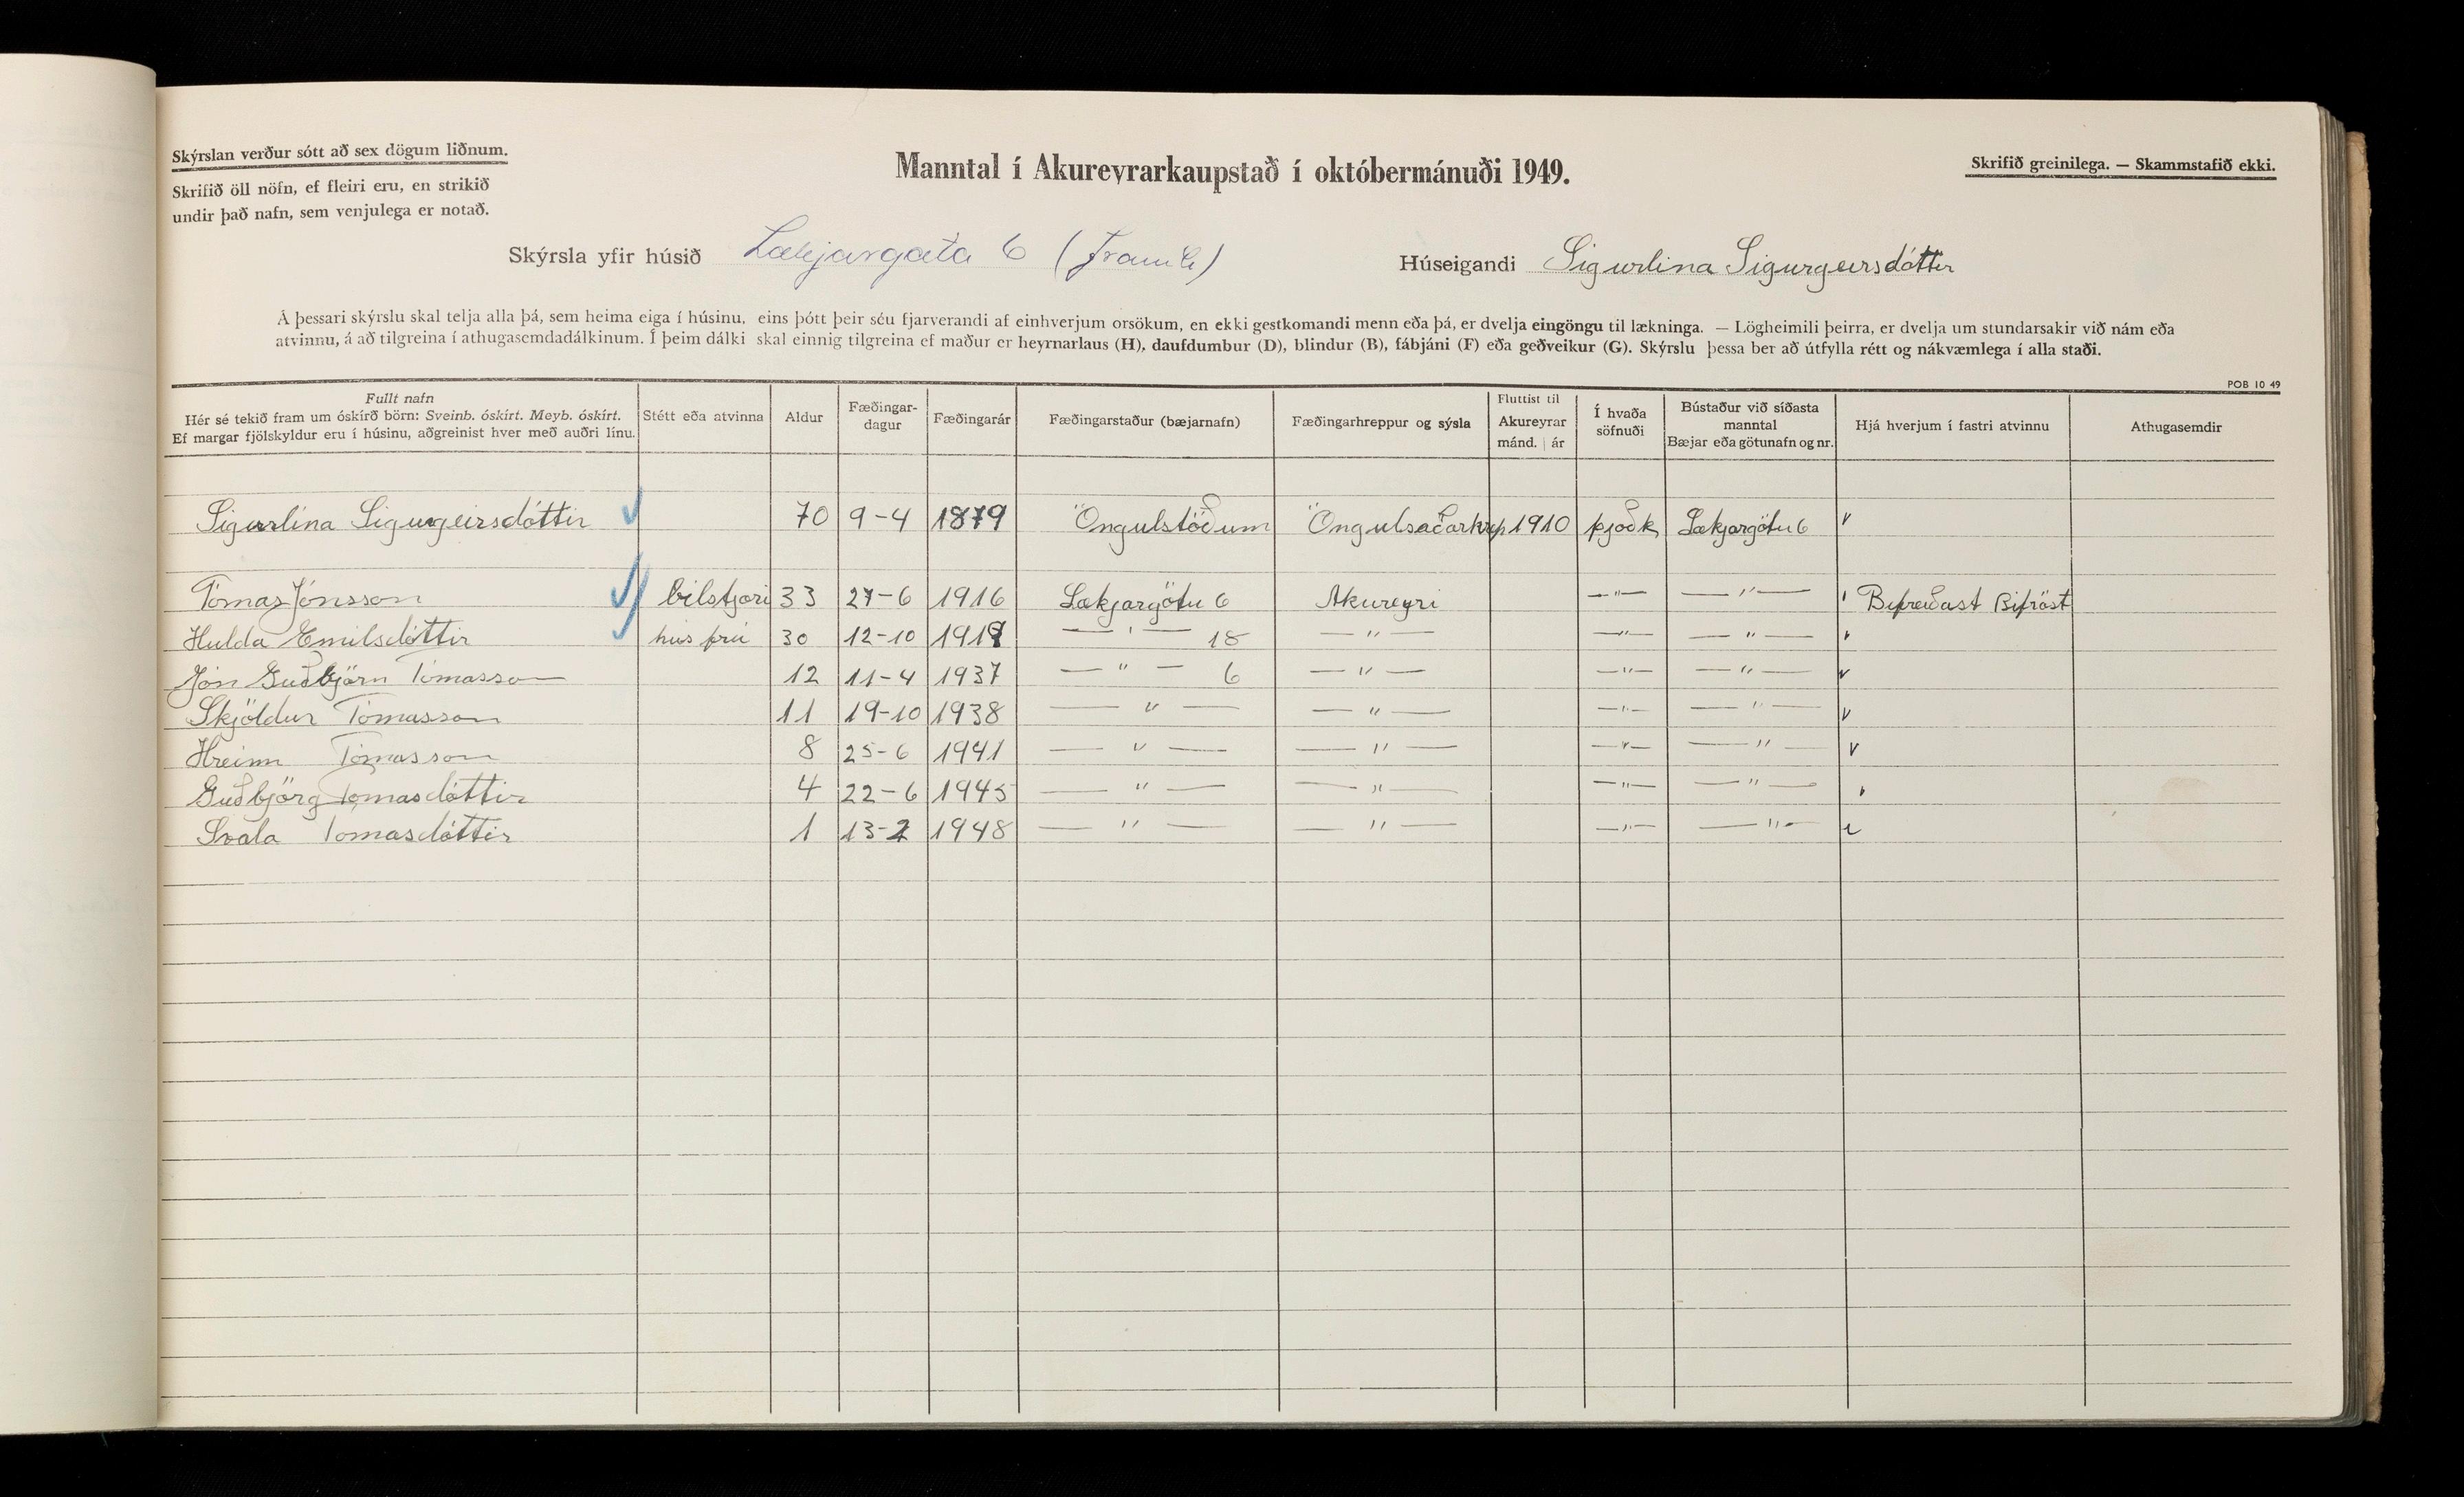 Skýrslan verður sótt að sex dögum liðnum.
Skrifið öll nöfn, ef fleiri eru, en strikið
undir það nafn, sem venjulega er notað.
Manntal í Akureyrarkaupstað í októbermánuði 1949.
Skrifið greinilega. — Skammstafið ekki.
Skýrsla yfir húsið Lækjargata 6 Húseigandi Sigurlína Sigurgeirsdóttir
Á þessari skýrslu skal telja alla þá, sem heima eiga í húsinu, eins þótt þeir séu fjarverandi af einhverjum orsökum, en ekki gestkomandi menn eða þá, er dvelja eingöngu til lækninga. — Lögheimili þeirra, er dvelja um stundarsakir við nám eða
atvinnu, á að tilgreina í athugasemdadálkinum. Í þeim dálki skal einnig tilgreina ef maður er heyrnarlaus (H), daufdumbur (D), blindur (B), fábjáni (F) eða geðveikur (G). Skýrslu þessa ber að útfylla rétt og nákvæmlega í alla staði.
POB 10 49
Fullt nafn
Hér sé tekið fram um óskírð börn: Sveinb. óskírt. Meyb. óskírt.
Ef margar fjölskyldur eru í húsinu, aðgreinist hver með auðri línu.
Stétt eða atvinna
Aldur
Fæðingar-
dagur
Fæðingarár
Fæðingarstaður (bæjarnafn)
Fæðingarhreppur og sýsla
Fluttist til
Akureyrar
mánd. | ár
Í hvaða
söfnuði
Bústaður við síðasta
manntal
Bæjar eða götunafn og nr.
Hjá hverjum í fastri atvinnu
Athugasemdir
Sigurlína Sigurgeirsdóttir 70 9-4 1879 Öngulstöðum Öngulsaðarhrep 1910 þjóðk Lækjargötu 6
Tómas Jónsson bílstjori 33 27-6 1916 Lækjargötu 6 Akureyri —"— —"— Bifreiðast Bifröst
Hulda Emilsdóttir hús frú 30 12-10 1919 —"— 18 —"— —"— —"—
Jón Guðbjörn Tómasson 12 11-4 1937 —"— 6 —"— —"— —"—
Skjöldur Tómasson 11 19-10 1938 —"— —"— —"— —"—
Hreinn Tómasson 8 25-6 1941 —"— —"— —"— —"—
Guðbjörg Tómasdóttir 4 22-6 1945 —"— —"— —"— —"—
Svala Tómasdóttir 1 13-2 1948 —"— —"— —"— —"—